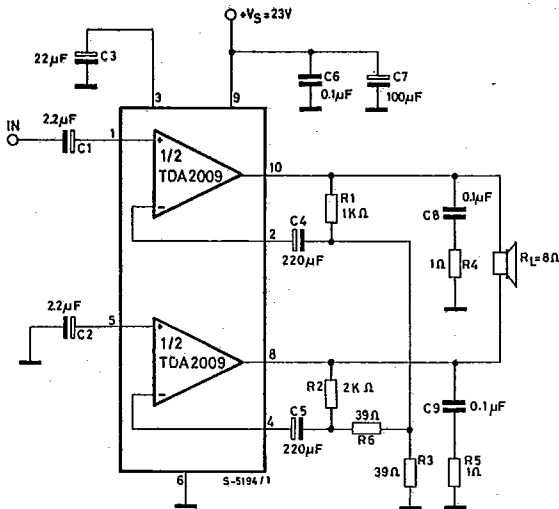 +VS=23V
22µF
C3
3
9
C6
0.1µF
C7
100µF
IN
2.2µF
C1
1
1/2
TDA2009
+
−
10
R1
1KΩ
C4
220µF
2
0.1µF
C8
1Ω
R4
RL=8Ω
2.2µF
C2
5
1/2
TDA2009
+
−
8
R2
2KΩ
C5
220µF
4
39Ω
R6
C9
0.1µF
39Ω
R3
R5
1Ω
6
S-5194/1